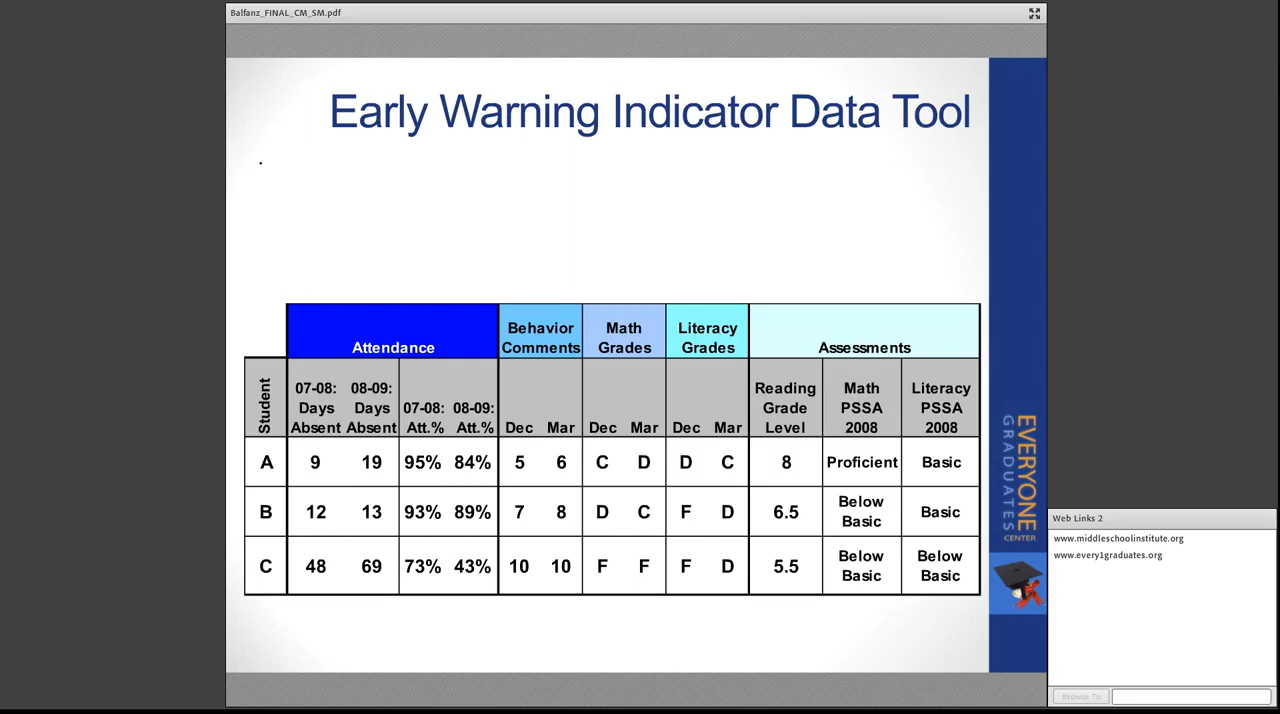 Balfanz_FINAL_CM_SM.pdf
Early Warning Indicator Data Tool
.
Attendance Behavior Comments Math Grades Literacy Grades Assessments
Student 07-08: Days Absent 08-09: Days Absent 07-08: Att.% 08-09: Att.% Dec Mar Dec Mar Dec Mar Reading Grade Level Math PSSA 2008 Literacy PSSA 2008
A 9 19 95% 84% 5 6 C D D C 8 Proficient Basic
B 12 13 93% 89% 7 8 D C F D 6.5 Below Basic Basic
C 48 69 73% 43% 10 10 F F F D 5.5 Below Basic Below Basic
EVERYONE
GRADUATES
CENTER
Web Links 2
www.middleschoolinstitute.org
www.every1graduates.org
Browse To